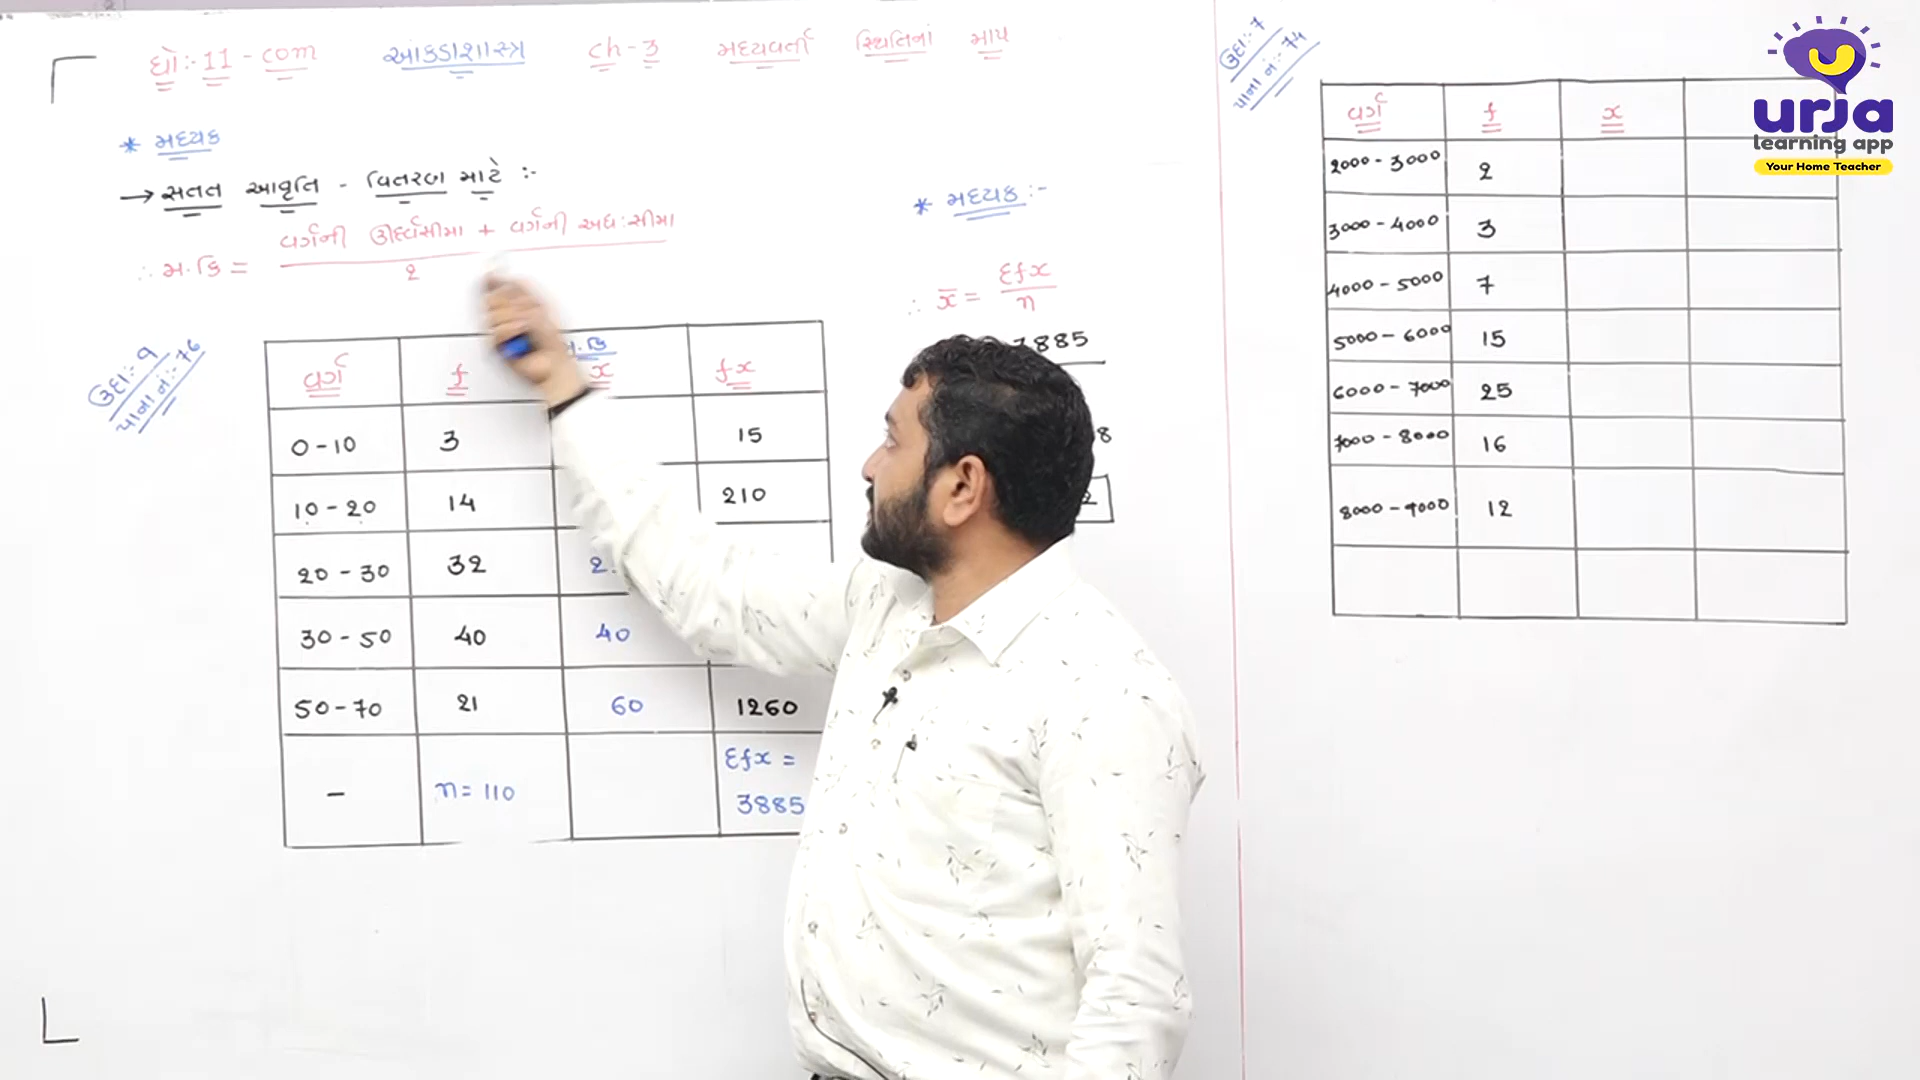 ધો:-11-com આંકડાશાસ્ત્ર ch-3 મધ્યવર્તી સ્થિતિનાં માપ
* મધ્યક
→ સતત આવૃત્તિ - વિતરણ માટે :-
∴ મ.કિં = વર્ગની ઊર્ધ્વસીમા + વર્ગની અધ:સીમા
2
ઉદા:-9
પાના નં:-76
વર્ગ f મ.કિં x fx
0-10 3 15
10-20 14 210
20-30 32 2
30-50 40 40
50-70 21 60 1260
- n=110 Σfx =
3885
* મધ્યક :-
∴ x̄ = Σfx
n
3885
8
2
ઉદા:-7
પાના નં:-74
વર્ગ f x
2000-3000 2
3000-4000 3
4000-5000 7
5000-6000 15
6000-7000 25
7000-8000 16
8000-9000 12
urja
learning app
Your Home Teacher